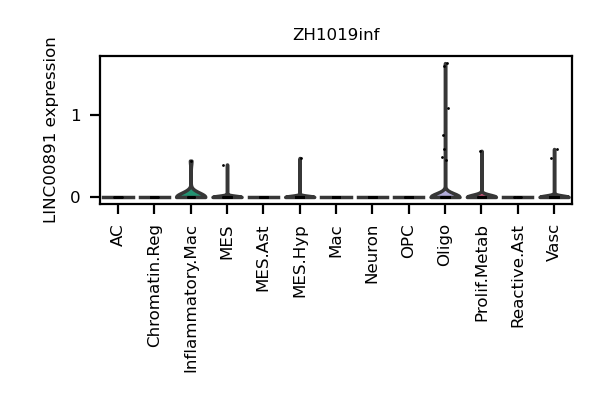 ZH1019inf
LINC00891 expression
1
0
AC
Chromatin.Reg
Inflammatory.Mac
MES
MES.Ast
MES.Hyp
Mac
Neuron
OPC
Oligo
Prolif.Metab
Reactive.Ast
Vasc